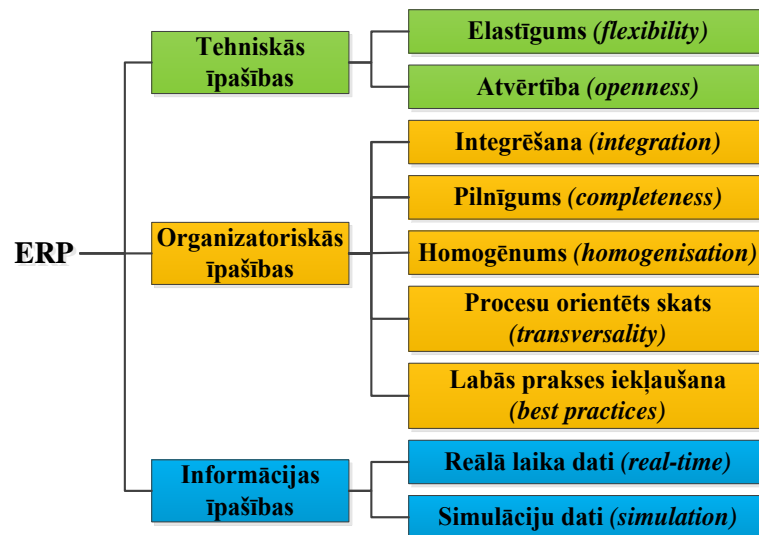 ERP
Tehniskās
īpašības
Elastīgums (flexibility)
Atvērtība (openness)
Organizatoriskās
īpašības
Integrēšana (integration)
Pilnīgums (completeness)
Homogēnums (homogenisation)
Procesu orientēts skats
(transversality)
Labās prakses iekļaušana
(best practices)
Informācijas
īpašības
Reālā laika dati (real-time)
Simulāciju dati (simulation)